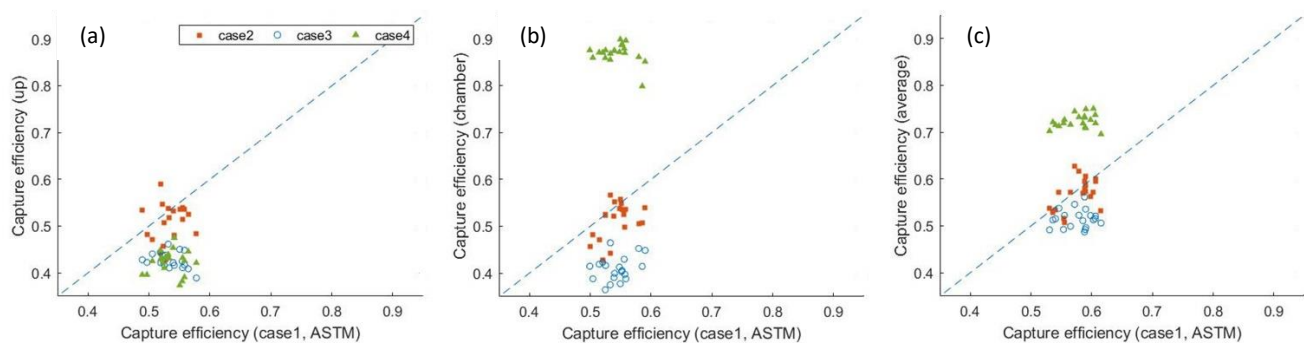 (a)
case2 case3 case4
Capture efficiency (up)
0.9
0.8
0.7
0.6
0.5
0.4
0.4 0.5 0.6 0.7 0.8 0.9
Capture efficiency (case1, ASTM)
(b)
Capture efficiency (chamber)
0.9
0.8
0.7
0.6
0.5
0.4
0.4 0.5 0.6 0.7 0.8 0.9
Capture efficiency (case1, ASTM)
(c)
Capture efficiency (average)
0.9
0.8
0.7
0.6
0.5
0.4
0.4 0.5 0.6 0.7 0.8 0.9
Capture efficiency (case1, ASTM)